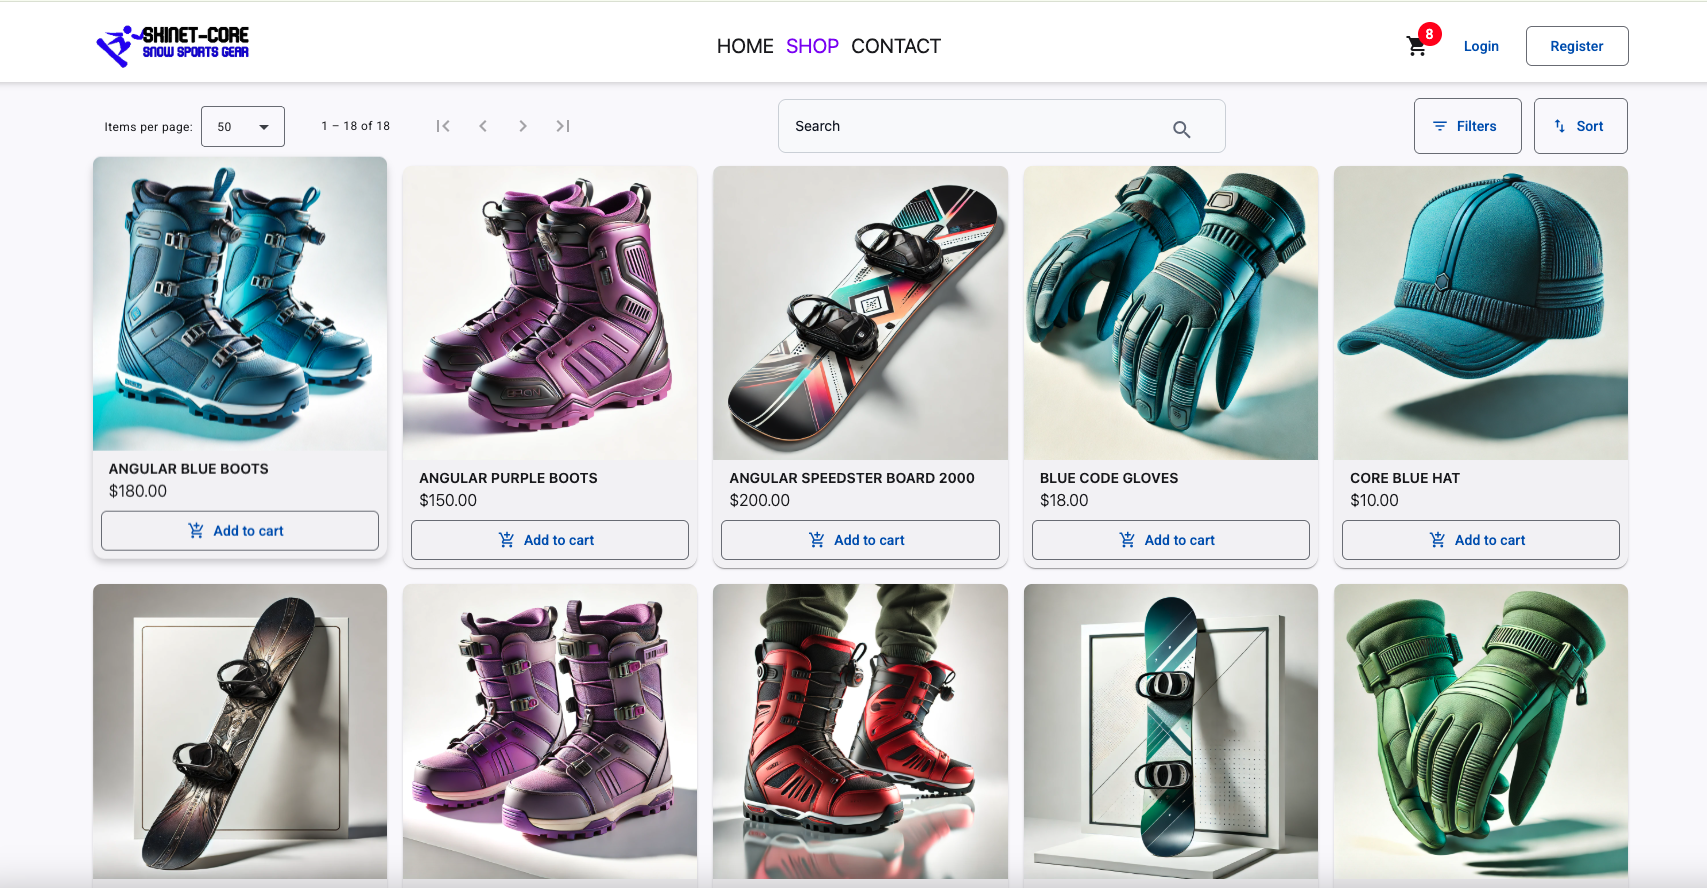 SHINET-CORE
SNOW SPORTS GEAR
HOME SHOP CONTACT
8
Login
Register
Items per page:
50
1 – 18 of 18
Search
Filters
Sort
ANGULAR BLUE BOOTS
$180.00
Add to cart
ANGULAR PURPLE BOOTS
$150.00
Add to cart
ANGULAR SPEEDSTER BOARD 2000
$200.00
Add to cart
BLUE CODE GLOVES
$18.00
Add to cart
CORE BLUE HAT
$10.00
Add to cart